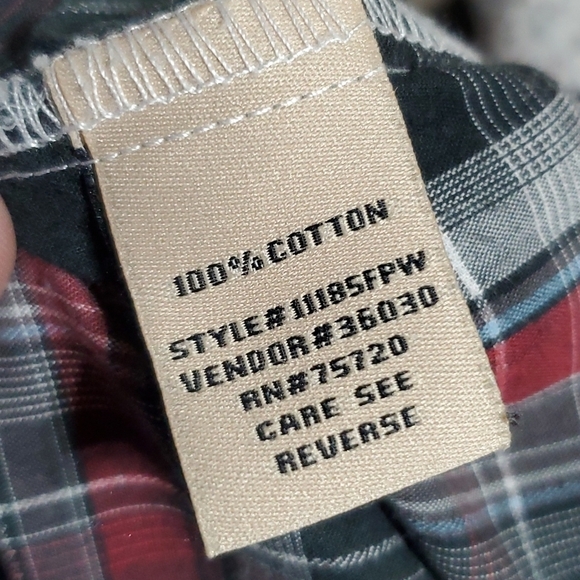 100% COTTON
STYLE# 11185FPW
VENDOR# 36030
RN# 75720
CARE SEE
REVERSE